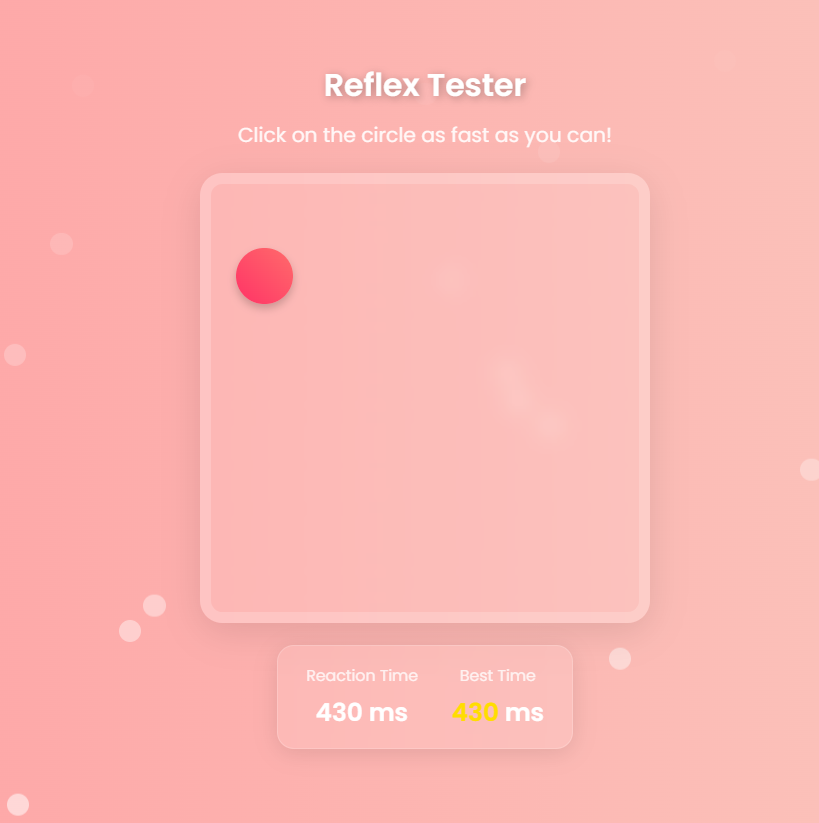 Reflex Tester
Click on the circle as fast as you can!
Reaction Time Best Time
430 ms 430 ms